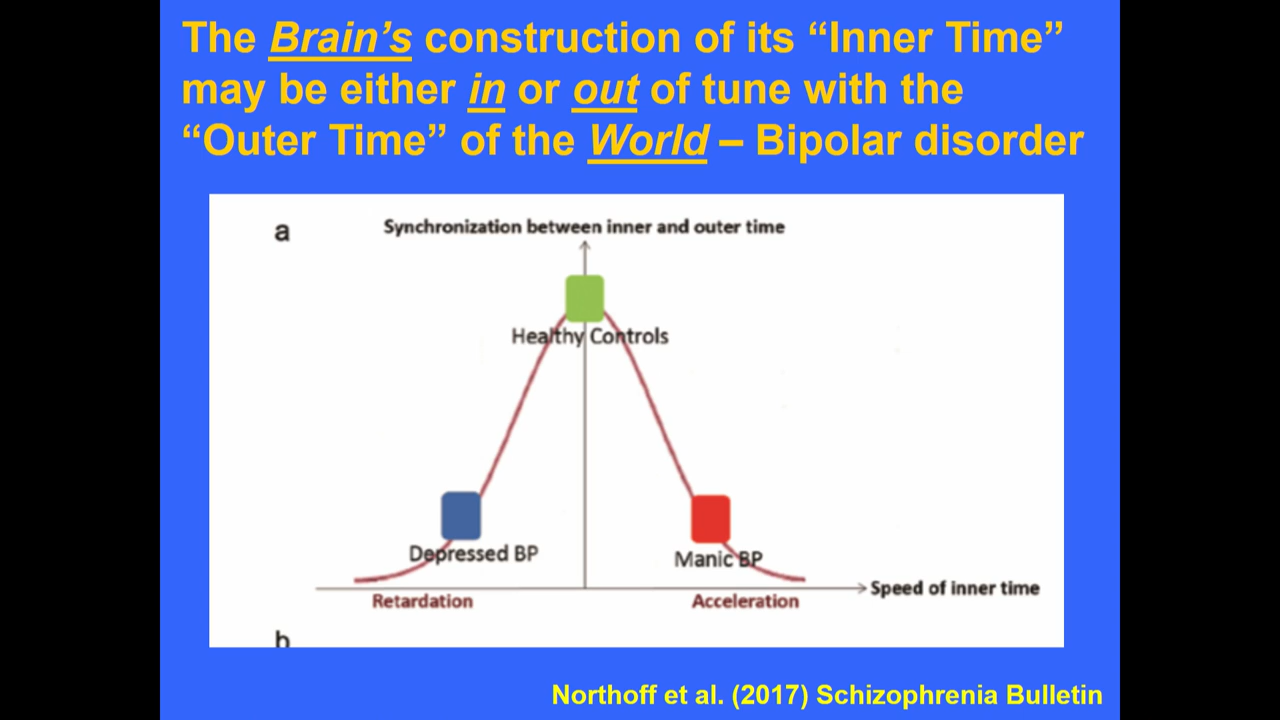 The Brain's construction of its “Inner Time”
may be either in or out of tune with the
“Outer Time” of the World – Bipolar disorder
a
Synchronization between inner and outer time
Healthy Controls
Depressed BP
Manic BP
Speed of inner time
Retardation
Acceleration
b
Northoff et al. (2017) Schizophrenia Bulletin